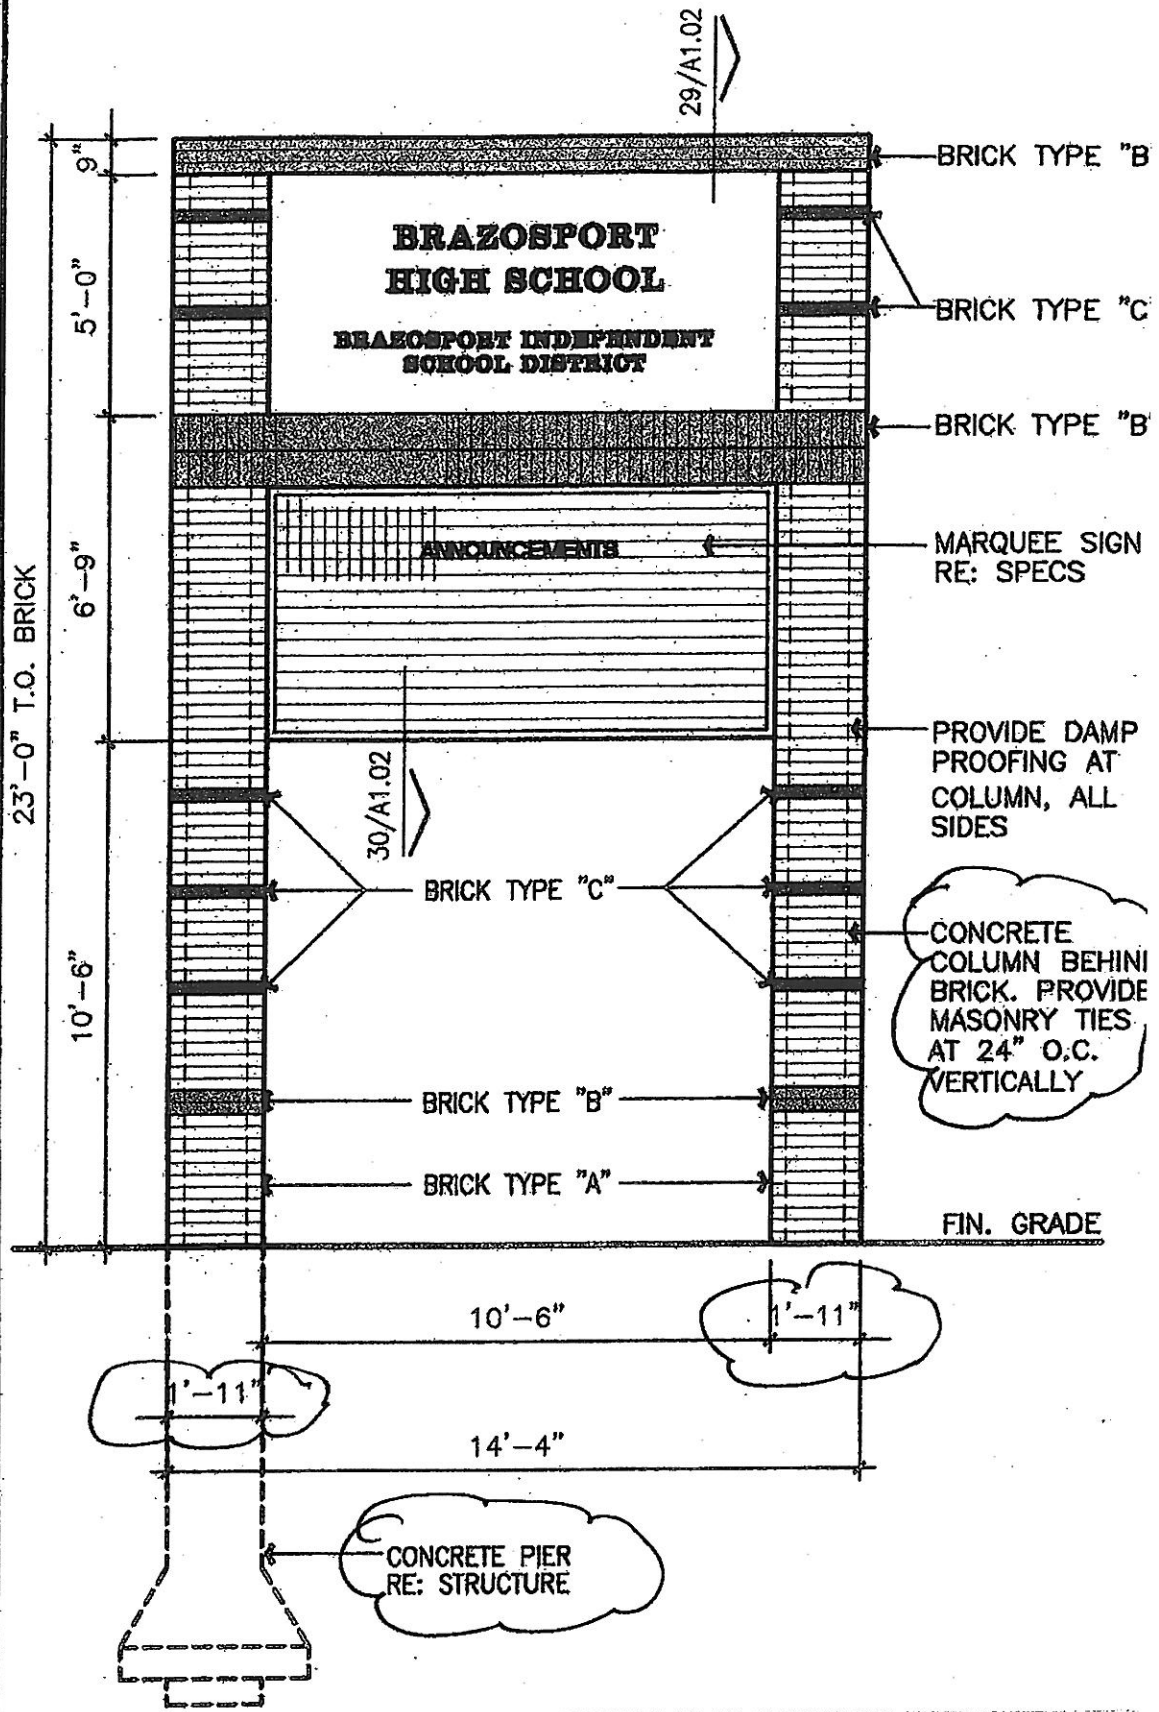 29/A1.02
9"
BRICK TYPE "B
BRAZOSPORT
HIGH SCHOOL
BRAZOSPORT INDEPENDENT
SCHOOL DISTRICT
5'-0"
BRICK TYPE "C
BRICK TYPE "B
ANNOUNCEMENTS
MARQUEE SIGN
RE: SPECS
6'-9"
23'-0" T.O. BRICK
PROVIDE DAMP
PROOFING AT
COLUMN, ALL
SIDES
30/A1.02
BRICK TYPE "C"
CONCRETE
COLUMN BEHIN
BRICK. PROVIDE
MASONRY TIES
AT 24" O.C.
VERTICALLY
10'-6"
BRICK TYPE "B"
BRICK TYPE "A"
FIN. GRADE
10'-6"
1'-11"
1'-11"
14'-4"
CONCRETE PIER
RE: STRUCTURE